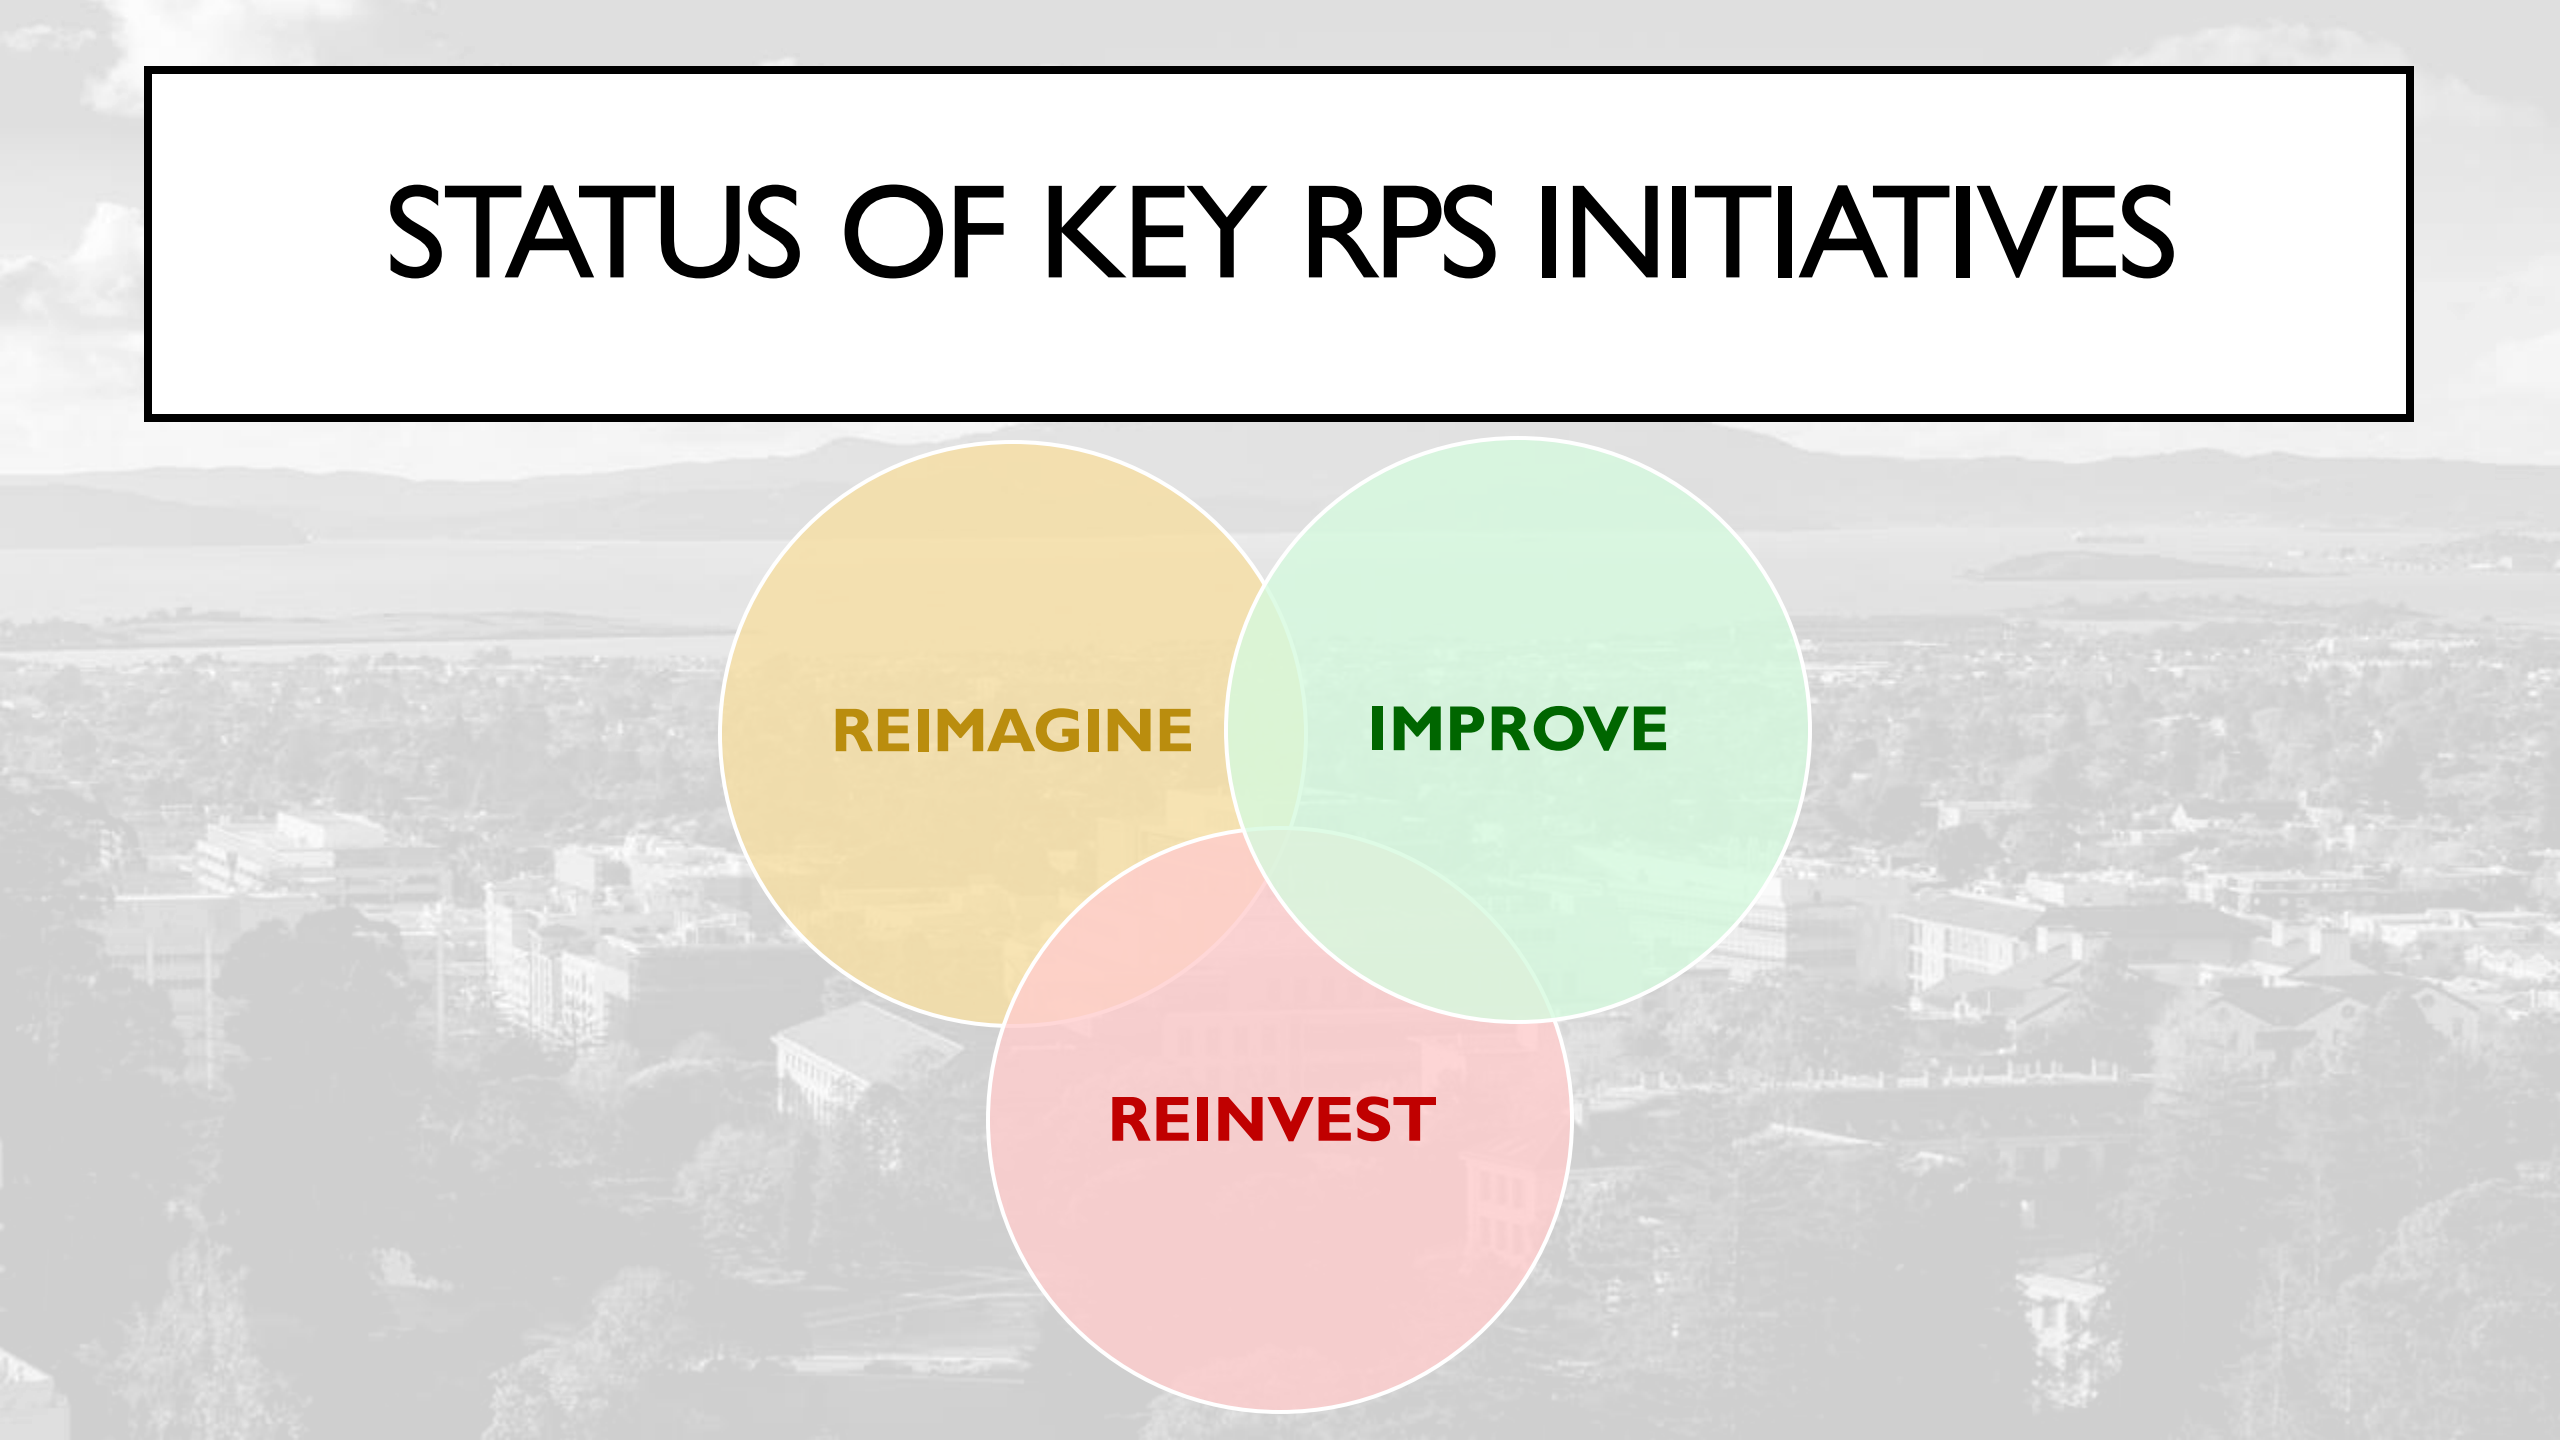 STATUS OF KEY RPS INITIATIVES
REIMAGINE
IMPROVE
REINVEST